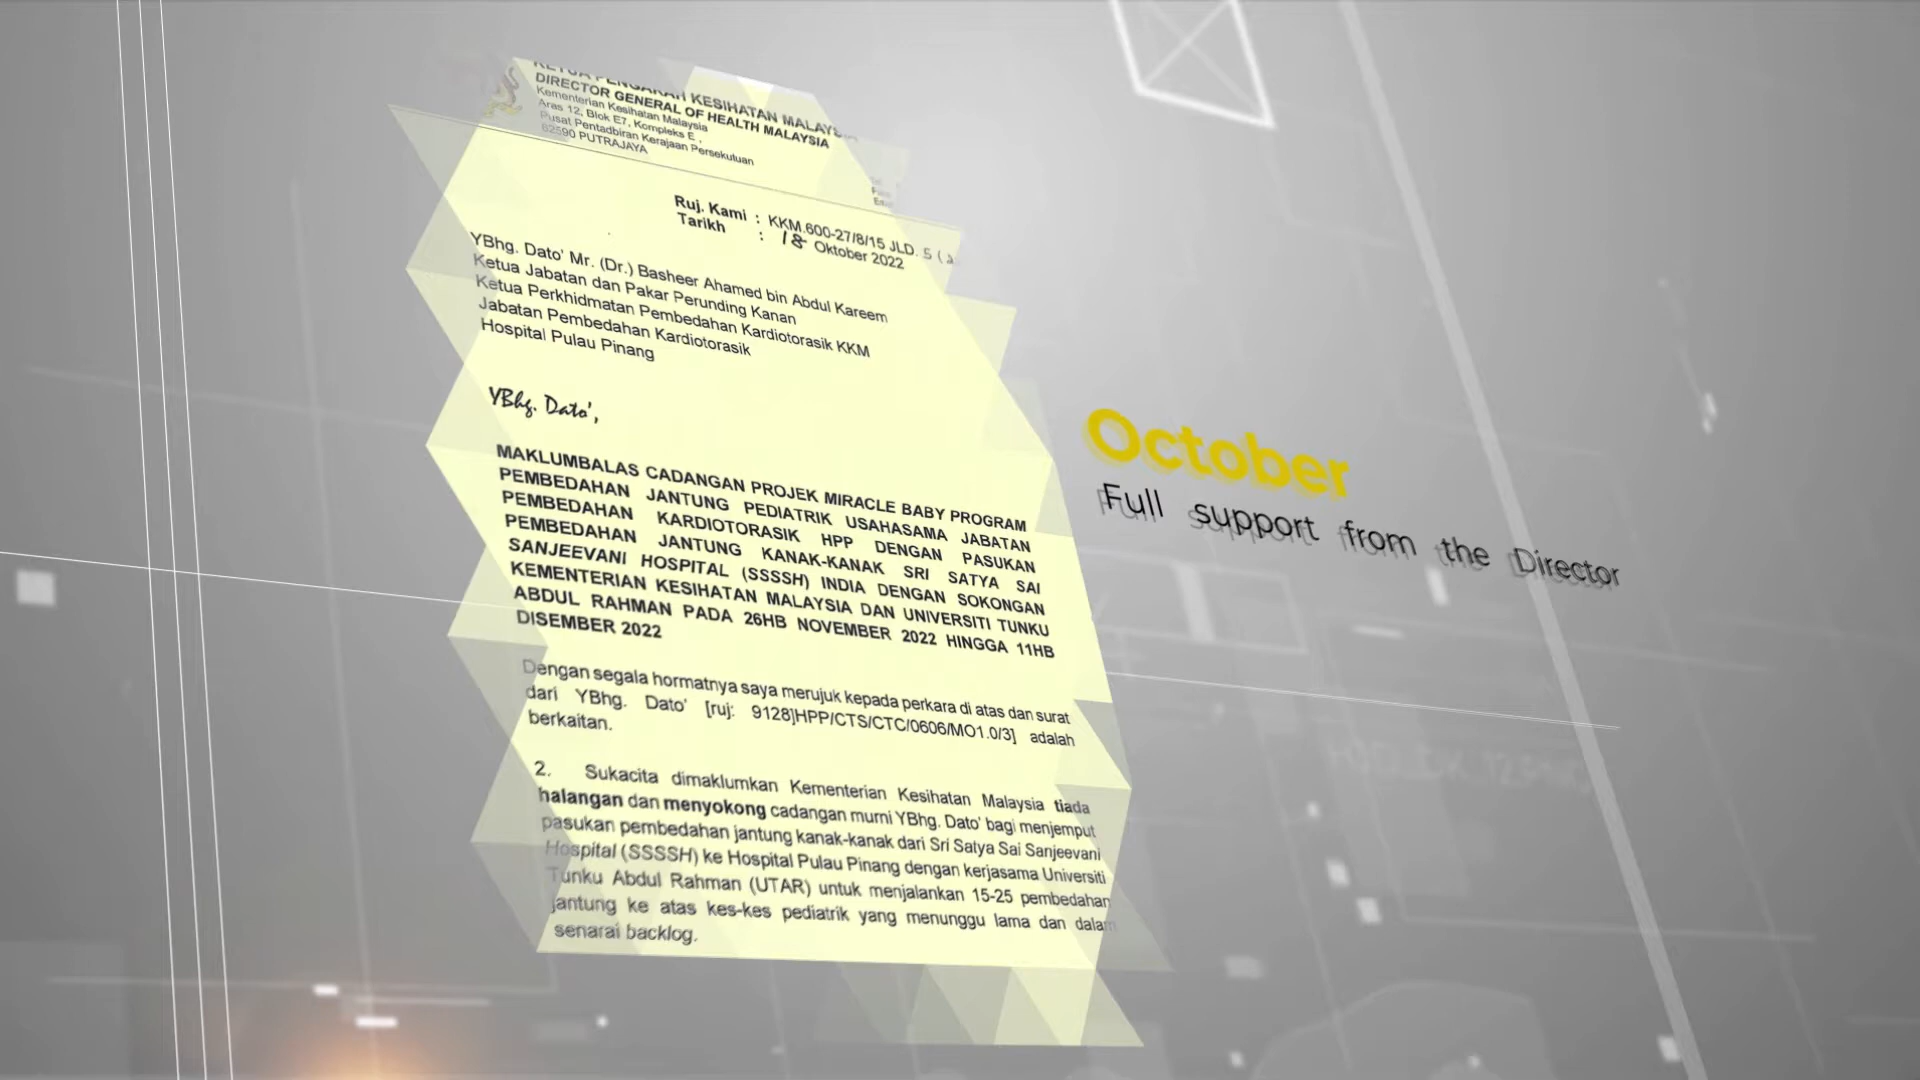 KETUA PENGARAH KESIHATAN MALAYSIA
DIRECTOR GENERAL OF HEALTH MALAYSIA
Kementerian Kesihatan Malaysia
Aras 12, Blok E7, Kompleks E,
Pusat Pentadbiran Kerajaan Persekutuan
62590 PUTRAJAYA
Ruj. Kami : KKM.600-27/8/15 JLD. 5 (
Tarikh : 18 Oktober 2022
YBhg. Dato' Mr. (Dr.) Basheer Ahamed bin Abdul Kareem
Ketua Jabatan dan Pakar Perunding Kanan
Ketua Perkhidmatan Pembedahan Kardiotorasik KKM
Jabatan Pembedahan Kardiotorasik
Hospital Pulau Pinang
YBhg. Dato',
MAKLUMBALAS CADANGAN PROJEK MIRACLE BABY PROGRAM
PEMBEDAHAN JANTUNG PEDIATRIK USAHASAMA JABATAN
PEMBEDAHAN KARDIOTORASIK HPP DENGAN PASUKAN
PEMBEDAHAN JANTUNG KANAK-KANAK SRI SATYA SAI
SANJEEVANI HOSPITAL (SSSSH) INDIA DENGAN SOKONGAN
KEMENTERIAN KESIHATAN MALAYSIA DAN UNIVERSITI TUNKU
ABDUL RAHMAN PADA 26HB NOVEMBER 2022 HINGGA 11HB
DISEMBER 2022
Dengan segala hormatnya saya merujuk kepada perkara di atas dan surat
dari YBhg. Dato' [ruj: 9128]HPP/CTS/CTC/0606/MO1.0/3] adalah
berkaitan.
2. Sukacita dimaklumkan Kementerian Kesihatan Malaysia tiada
halangan dan menyokong cadangan murni YBhg. Dato' bagi menjemput
pasukan pembedahan jantung kanak-kanak dari Sri Satya Sai Sanjeevani
Hospital (SSSSH) ke Hospital Pulau Pinang dengan kerjasama Universiti
Tunku Abdul Rahman (UTAR) untuk menjalankan 15-25 pembedahan
jantung ke atas kes-kes pediatrik yang menunggu lama dan dalam
senarai backlog.
October
Full support from the Director